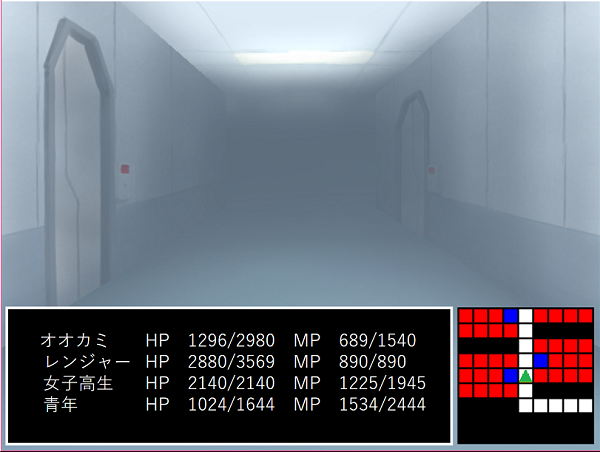 オオカミ HP 1296/2980 MP 689/1540
レンジャー HP 2880/3569 MP 890/890
女子高生 HP 2140/2140 MP 1225/1945
青年 HP 1024/1644 MP 1534/2444